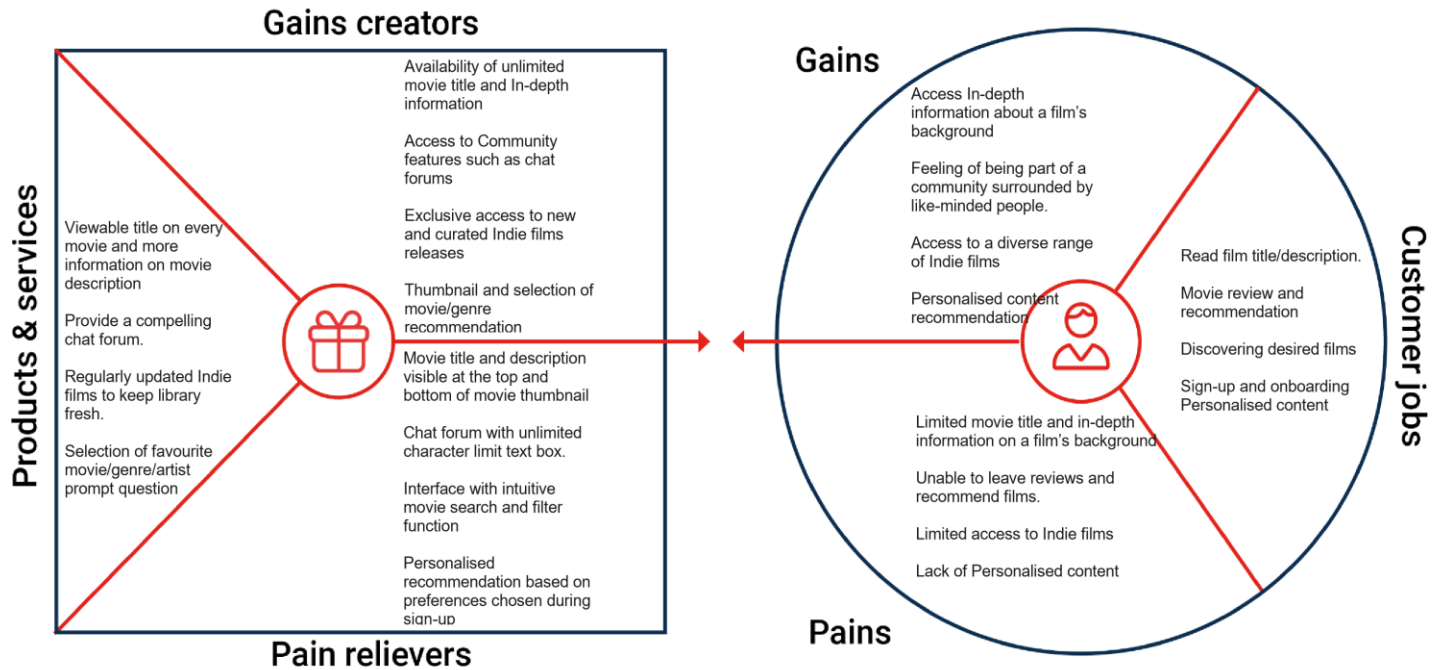 Gains creators
Availability of unlimited
movie title and In-depth
information
Access to Community
features such as chat
forums
Exclusive access to new
and curated Indie films
releases
Thumbnail and selection of
movie/genre
recommendation
Products & services
Viewable title on every
movie and more
information on movie
description
Provide a compelling
chat forum.
Regularly updated Indie
films to keep library
fresh.
Selection of favourite
movie/genre/artist
prompt question
Movie title and description
visible at the top and
bottom of movie thumbnail
Chat forum with unlimited
character limit text box.
Interface with intuitive
movie search and filter
function
Personalised
recommendation based on
preferences chosen during
sign-up
Pain relievers
Gains
Access In-depth
information about a film's
background
Feeling of being part of a
community surrounded by
like-minded people.
Access to a diverse range
of Indie films
Personalised content
recommendation
Customer jobs
Read film title/description.
Movie review and
recommendation
Discovering desired films
Sign-up and onboarding
Personalised content
Limited movie title and in-depth
information on a film's background
Unable to leave reviews and
recommend films.
Limited access to Indie films
Lack of Personalised content
Pains